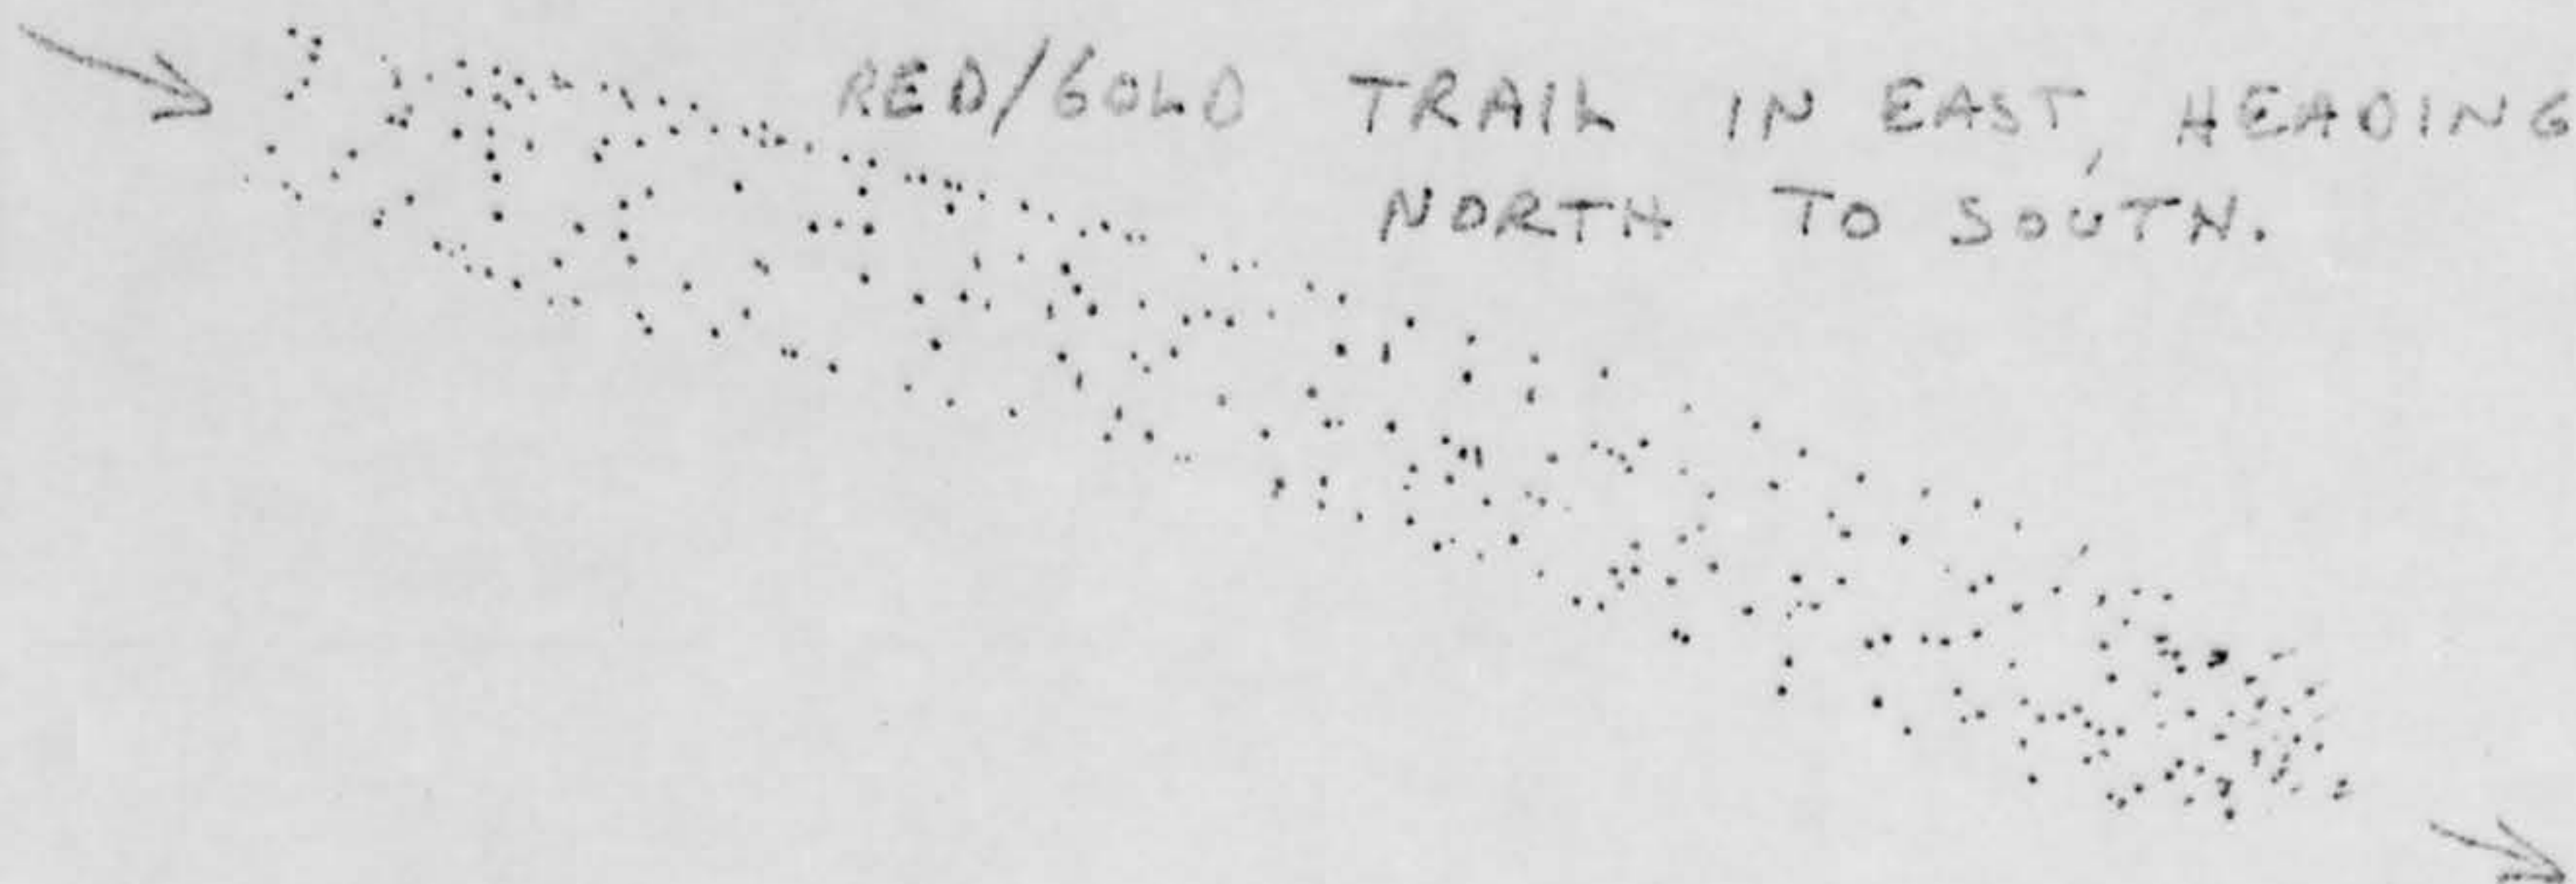 RED/GOLD TRAIL IN EAST, HEADING
NORTH TO SOUTH.